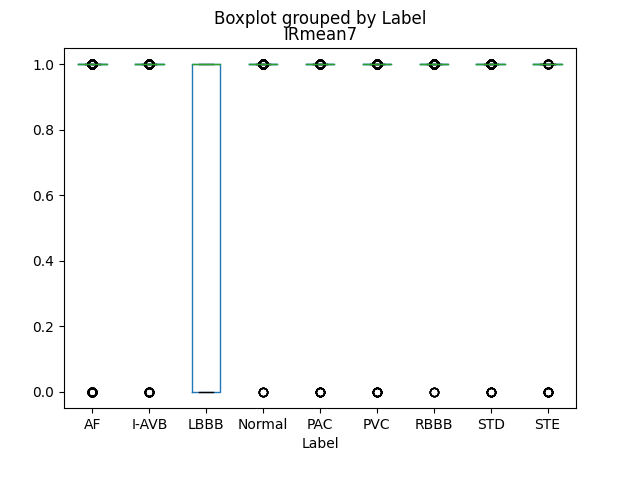 Boxplot grouped by Label
TRmean7
1.0
0.8
0.6
0.4
0.2
0.0
AF I-AVB LBBB Normal PAC PVC RBBB STD STE
Label